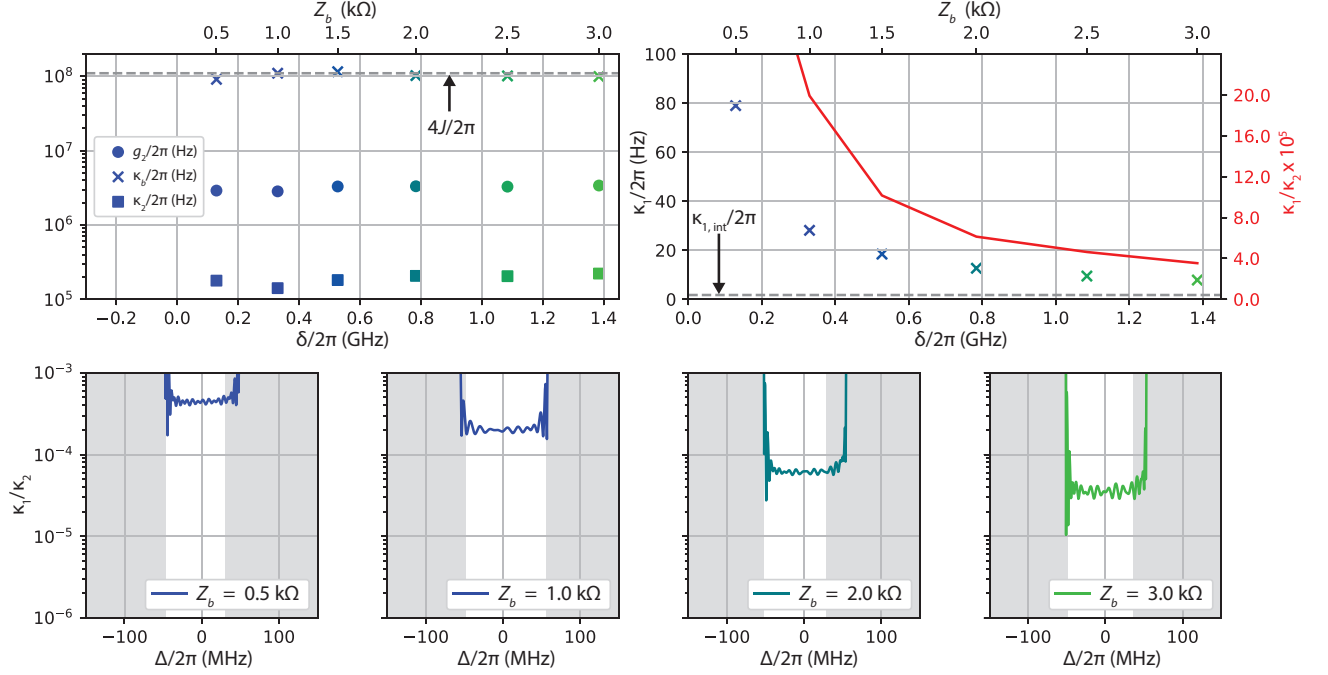 Z_b (kΩ)
0.5 1.0 1.5 2.0 2.5 3.0
10^8
10^7
10^6
10^5
4J/2π
g_2/2π (Hz)
κ_b/2π (Hz)
κ_2/2π (Hz)
−0.2 0.0 0.2 0.4 0.6 0.8 1.0 1.2 1.4
δ/2π (GHz)
Z_b (kΩ)
0.5 1.0 1.5 2.0 2.5 3.0
κ_1/2π (Hz)
100
80
60
40
20
0
κ_{1, int}/2π
20.0
16.0
12.0
8.0
4.0
0.0
κ_1/κ_2 x 10^5
0.0 0.2 0.4 0.6 0.8 1.0 1.2 1.4
δ/2π (GHz)
κ_1/κ_2
10^−3
10^−4
10^−5
10^−6
Z_b = 0.5 kΩ
−100 0 100
Δ/2π (MHz)
Z_b = 1.0 kΩ
−100 0 100
Δ/2π (MHz)
Z_b = 2.0 kΩ
−100 0 100
Δ/2π (MHz)
Z_b = 3.0 kΩ
−100 0 100
Δ/2π (MHz)